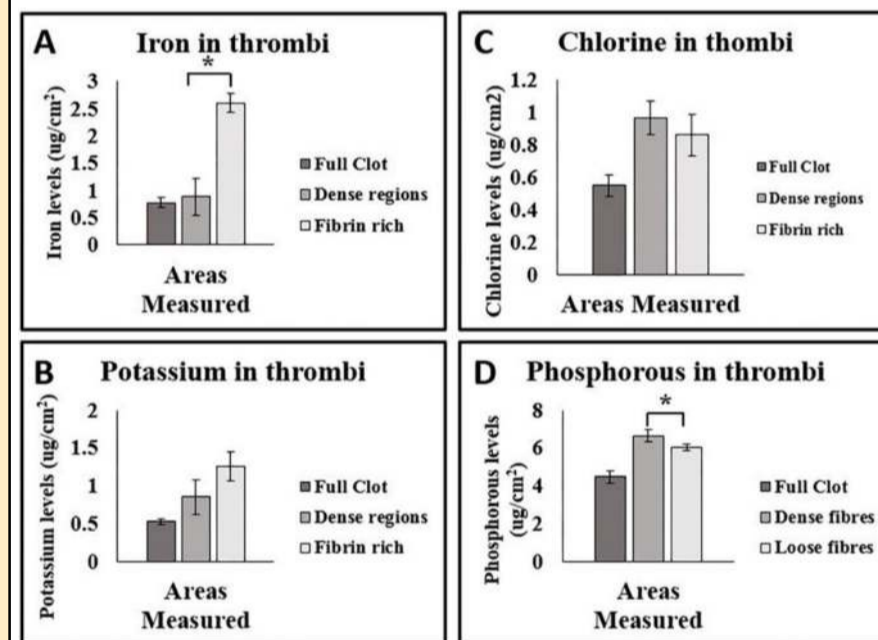 A
Iron in thrombi
*
Iron levels (ug/cm²)
3
2.5
2
1.5
1
0.5
0
Full Clot
Dense regions
Fibrin rich
Areas
Measured
C
Chlorine in thombi
Chlorine levels (ug/cm2)
1.2
1
0.8
0.6
0.4
0.2
0
Full Clot
Dense regions
Fibrin rich
Areas Measured
B
Potassium in thrombi
Potassium levels (ug/cm²)
2
1.5
1
0.5
0
Full Clot
Dense regions
Fibrin rich
Areas
Measured
D
Phosphorous in thrombi
*
Phosphorous levels
(ug/cm²)
8
6
4
2
0
Full Clot
Dense fibres
Loose fibres
Areas
Measured